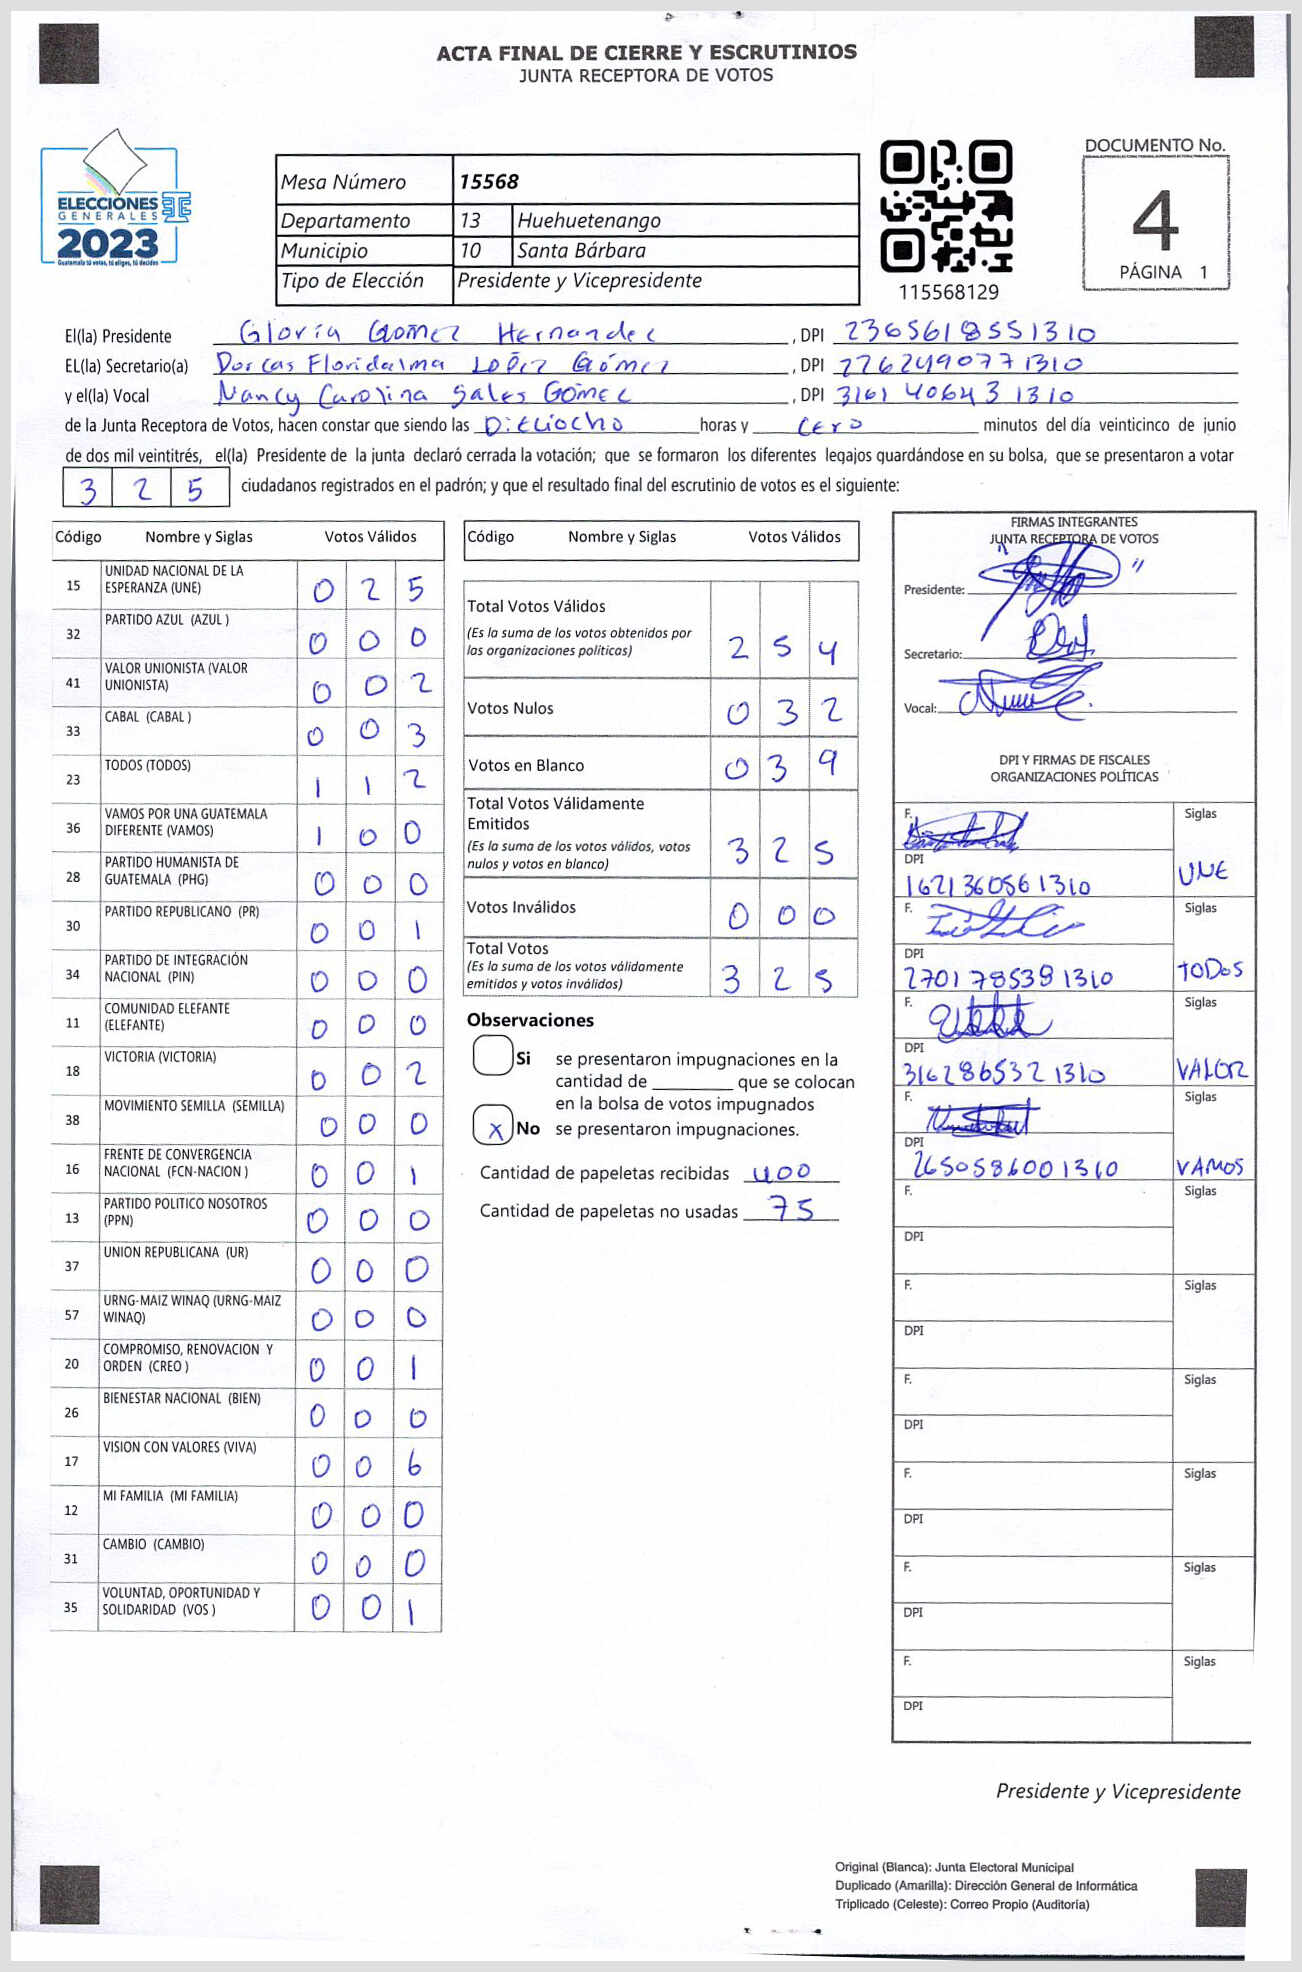 ACTA FINAL DE CIERRE Y ESCRUTINIOS
JUNTA RECEPTORA DE VOTOS
ELECCIONES
GENERALES
2023
Guatemala tú votas, tú eliges, tú decides
Mesa Número 15568
Departamento 13 Huehuetenango
Municipio 10 Santa Bárbara
Tipo de Elección Presidente y Vicepresidente
115568129
DOCUMENTO No.
4
PÁGINA 1
El(la) Presidente Gloria Gómez Hernandez, DPI 2365618551310
EL(la) Secretario(a) Dorcas Floridalma López Gómez, DPI 2262490771310
y el(la) Vocal Nancy Carolina Sales Gómez, DPI 3161406431310
de la Junta Receptora de Votos, hacen constar que siendo las Dieciocho horas y cero minutos del día veinticinco de junio
de dos mil veintitrés, el(la) Presidente de la junta declaró cerrada la votación; que se formaron los diferentes legajos guardándose en su bolsa, que se presentaron a votar
3 2 5 ciudadanos registrados en el padrón; y que el resultado final del escrutinio de votos es el siguiente:
Código Nombre y Siglas Votos Válidos
15 UNIDAD NACIONAL DE LA ESPERANZA (UNE) 0 2 5
32 PARTIDO AZUL (AZUL ) 0 0 0
41 VALOR UNIONISTA (VALOR UNIONISTA) 0 0 2
33 CABAL (CABAL ) 0 0 3
23 TODOS (TODOS) 1 1 2
36 VAMOS POR UNA GUATEMALA DIFERENTE (VAMOS) 1 0 0
28 PARTIDO HUMANISTA DE GUATEMALA (PHG) 0 0 0
30 PARTIDO REPUBLICANO (PR) 0 0 1
34 PARTIDO DE INTEGRACIÓN NACIONAL (PIN) 0 0 0
11 COMUNIDAD ELEFANTE (ELEFANTE) 0 0 0
18 VICTORIA (VICTORIA) 0 0 2
38 MOVIMIENTO SEMILLA (SEMILLA) 0 0 0
16 FRENTE DE CONVERGENCIA NACIONAL (FCN-NACION ) 0 0 1
13 PARTIDO POLITICO NOSOTROS (PPN) 0 0 0
37 UNION REPUBLICANA (UR) 0 0 0
57 URNG-MAIZ WINAQ (URNG-MAIZ WINAQ) 0 0 0
20 COMPROMISO, RENOVACION Y ORDEN (CREO ) 0 0 1
26 BIENESTAR NACIONAL (BIEN) 0 0 0
17 VISION CON VALORES (VIVA) 0 0 6
12 MI FAMILIA (MI FAMILIA) 0 0 0
31 CAMBIO (CAMBIO) 0 0 0
35 VOLUNTAD, OPORTUNIDAD Y SOLIDARIDAD (VOS ) 0 0 1
Código Nombre y Siglas Votos Válidos
Total Votos Válidos 2 5 4
(Es la suma de los votos obtenidos por
las organizaciones políticas)
Votos Nulos 0 3 2
Votos en Blanco 0 3 9
Total Votos Válidamente
Emitidos 3 2 5
(Es la suma de los votos válidos, votos
nulos y votos en blanco)
Votos Inválidos 0 0 0
Total Votos 3 2 5
(Es la suma de los votos válidamente
emitidos y votos inválidos)
Observaciones
Si se presentaron impugnaciones en la
cantidad de ________ que se colocan
en la bolsa de votos impugnados
X No se presentaron impugnaciones.
Cantidad de papeletas recibidas 400
Cantidad de papeletas no usadas 75
FIRMAS INTEGRANTES
JUNTA RECEPTORA DE VOTOS
Presidente:
Secretario:
Vocal:
DPI Y FIRMAS DE FISCALES
ORGANIZACIONES POLÍTICAS
F. Siglas
DPI 1621360561310 UNE
F. Siglas
DPI 2701785391310 TODOS
F. Siglas
DPI 3162865321310 VALOR
F. Siglas
DPI 2650586001310 VAMOS
F. Siglas
DPI
F. Siglas
DPI
F. Siglas
DPI
F. Siglas
DPI
F. Siglas
DPI
F. Siglas
DPI
Presidente y Vicepresidente
Original (Blanca): Junta Electoral Municipal
Duplicado (Amarilla): Dirección General de Informática
Triplicado (Celeste): Correo Propio (Auditoría)